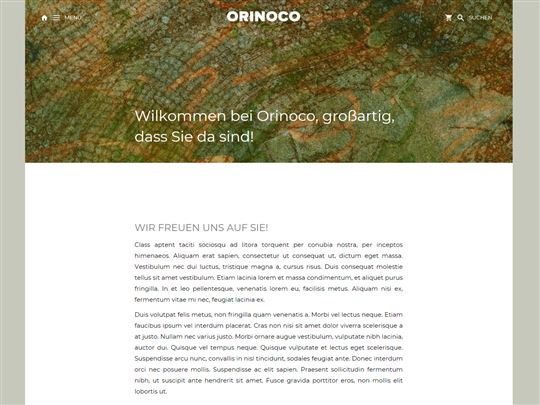 MENÜ
ORINOCO
SUCHEN
Wilkommen bei Orinoco, großartig,
dass Sie da sind!
WIR FREUEN UNS AUF SIE!
Class aptent taciti sociosqu ad litora torquent per conubia nostra, per inceptos
himenaeos. Aliquam erat sapien, consectetur ut consequat ut, dictum eget massa.
Vestibulum nec dui luctus, tristique magna a, cursus risus. Duis consequat molestie
tellus sit amet vestibulum. Etiam lacinia lorem et massa condimentum, et aliquet purus
fringilla. In et leo pellentesque, venenatis lorem eu, facilisis metus. Aliquam nisi ex,
fermentum vitae mi nec, feugiat lacinia ex.
Duis volutpat felis metus, non fringilla quam venenatis a. Morbi vel lectus neque. Etiam
faucibus ipsum vel interdum placerat. Cras non nisi sit amet dolor viverra scelerisque a
at justo. Nullam nec varius justo. Morbi ornare augue vestibulum, vulputate nibh lacinia,
auctor dui. Quisque vel tempus neque. Quisque vulputate et lectus eget scelerisque.
Suspendisse arcu nunc, convallis in nisl tincidunt, sodales feugiat ante. Donec interdum
orci nec posuere mollis. Suspendisse ac elit sapien. Praesent sollicitudin fermentum
nibh, ut suscipit ante hendrerit sit amet. Fusce gravida porttitor eros, non mollis elit
lobortis ut.